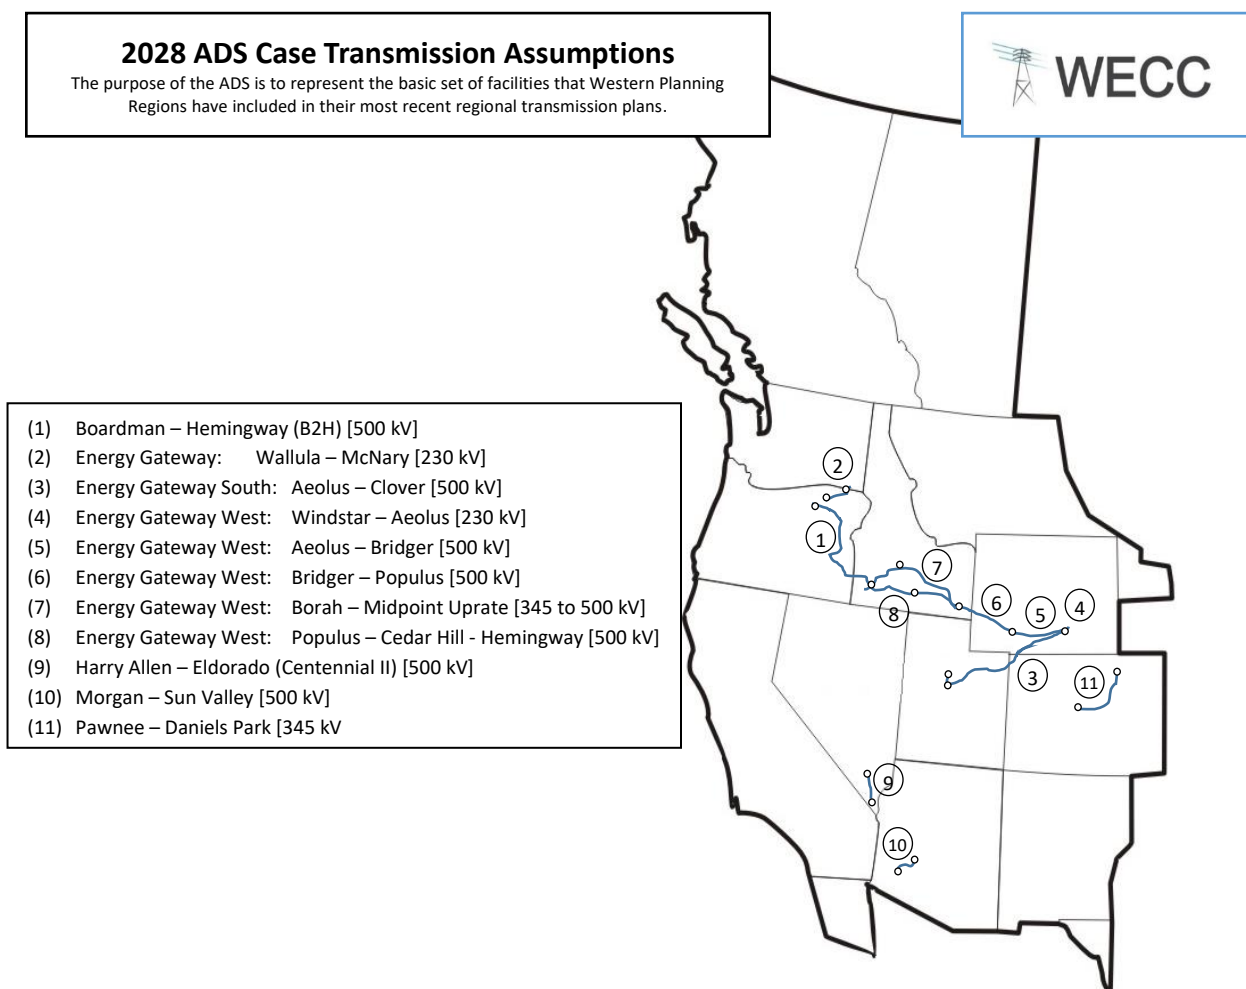 2028 ADS Case Transmission Assumptions
The purpose of the ADS is to represent the basic set of facilities that Western Planning
Regions have included in their most recent regional transmission plans.
WECC
(1) Boardman – Hemingway (B2H) [500 kV]
(2) Energy Gateway: Wallula – McNary [230 kV]
(3) Energy Gateway South: Aeolus – Clover [500 kV]
(4) Energy Gateway West: Windstar – Aeolus [230 kV]
(5) Energy Gateway West: Aeolus – Bridger [500 kV]
(6) Energy Gateway West: Bridger – Populus [500 kV]
(7) Energy Gateway West: Borah – Midpoint Uprate [345 to 500 kV]
(8) Energy Gateway West: Populus – Cedar Hill - Hemingway [500 kV]
(9) Harry Allen – Eldorado (Centennial II) [500 kV]
(10) Morgan – Sun Valley [500 kV]
(11) Pawnee – Daniels Park [345 kV
2
1
7
6
5
4
8
3
11
9
10